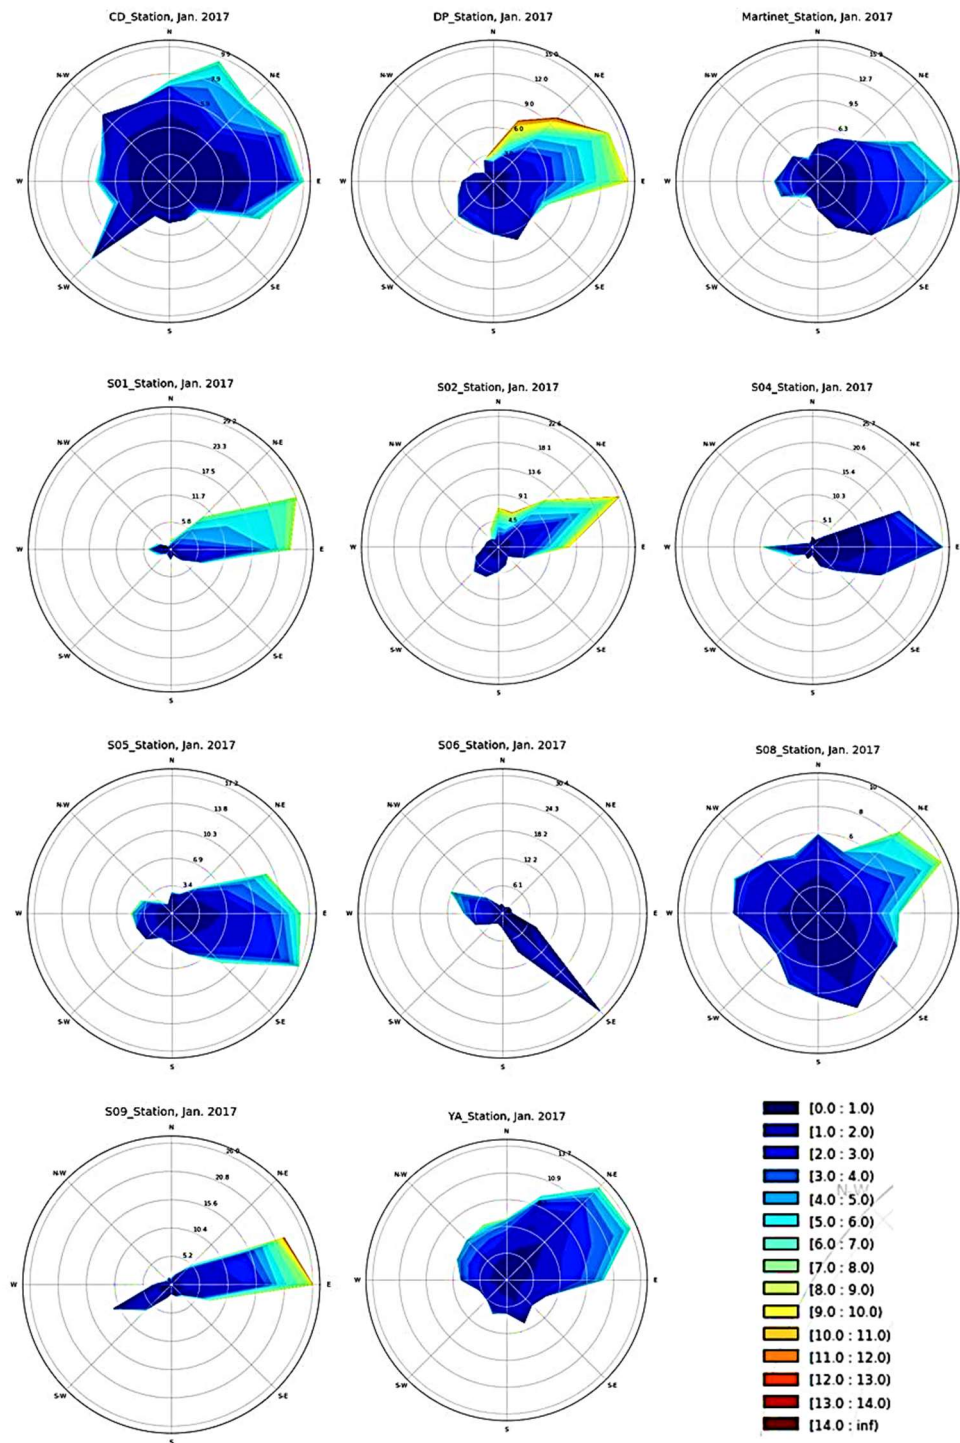 CD_Station, Jan. 2017
DP_Station, Jan. 2017
Martinet_Station, Jan. 2017
N
N
N
9.9
7.9
N-W
N-E
15.0
12.0
9.0
6.0
N-W
N-E
15.9
12.7
9.5
6.3
N-W
N-E
W
E
W
E
W
E
S-W
S-E
S-W
S-E
S-W
S-E
S
S
S
S01_Station, Jan. 2017
S02_Station, Jan. 2017
S04_Station, Jan. 2017
N
N
N
29.2
23.3
17.5
11.7
5.8
N-W
N-E
22.6
18.1
13.6
9.1
4.5
N-W
N-E
25.7
20.6
15.4
10.3
5.1
N-W
N-E
W
E
W
E
W
E
S-W
S-E
S-W
S-E
S-W
S-E
S
S
S
S05_Station, Jan. 2017
S06_Station, Jan. 2017
S08_Station, Jan. 2017
N
N
N
17.2
13.8
10.3
6.9
3.4
N-W
N-E
30.4
24.3
18.2
12.2
6.1
N-W
N-E
10
8
6
N-W
N-E
W
E
W
E
W
E
S-W
S-E
S-W
S-E
S-W
S-E
S
S
S
S09_Station, Jan. 2017
YA_Station, Jan. 2017
N
N
26.0
20.8
15.6
10.4
5.2
N-W
N-E
13.7
10.9
N-W
N-E
W
E
W
E
S-W
S-E
S-W
S-E
S
S
[0.0 : 1.0)
[1.0 : 2.0)
[2.0 : 3.0)
[3.0 : 4.0)
[4.0 : 5.0)
[5.0 : 6.0)
[6.0 : 7.0)
[7.0 : 8.0)
[8.0 : 9.0)
[9.0 : 10.0)
[10.0 : 11.0)
[11.0 : 12.0)
[12.0 : 13.0)
[13.0 : 14.0)
[14.0 : inf)
N-W